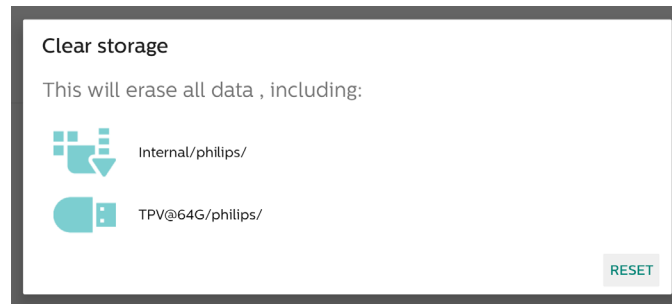 Clear storage
This will erase all data , including:
Internal/philips/
TPV@64G/philips/
RESET